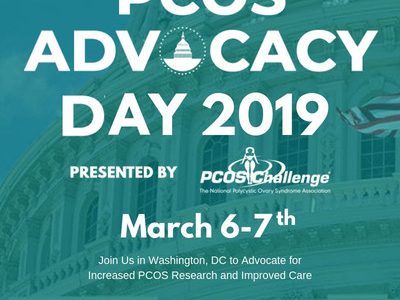 PCOS
ADVOCACY
DAY 2019
PRESENTED BY
PCOS Challenge
The National Polycystic Ovary Syndrome Association
March 6-7th
Join Us in Washington, DC to Advocate for
Increased PCOS Research and Improved Care